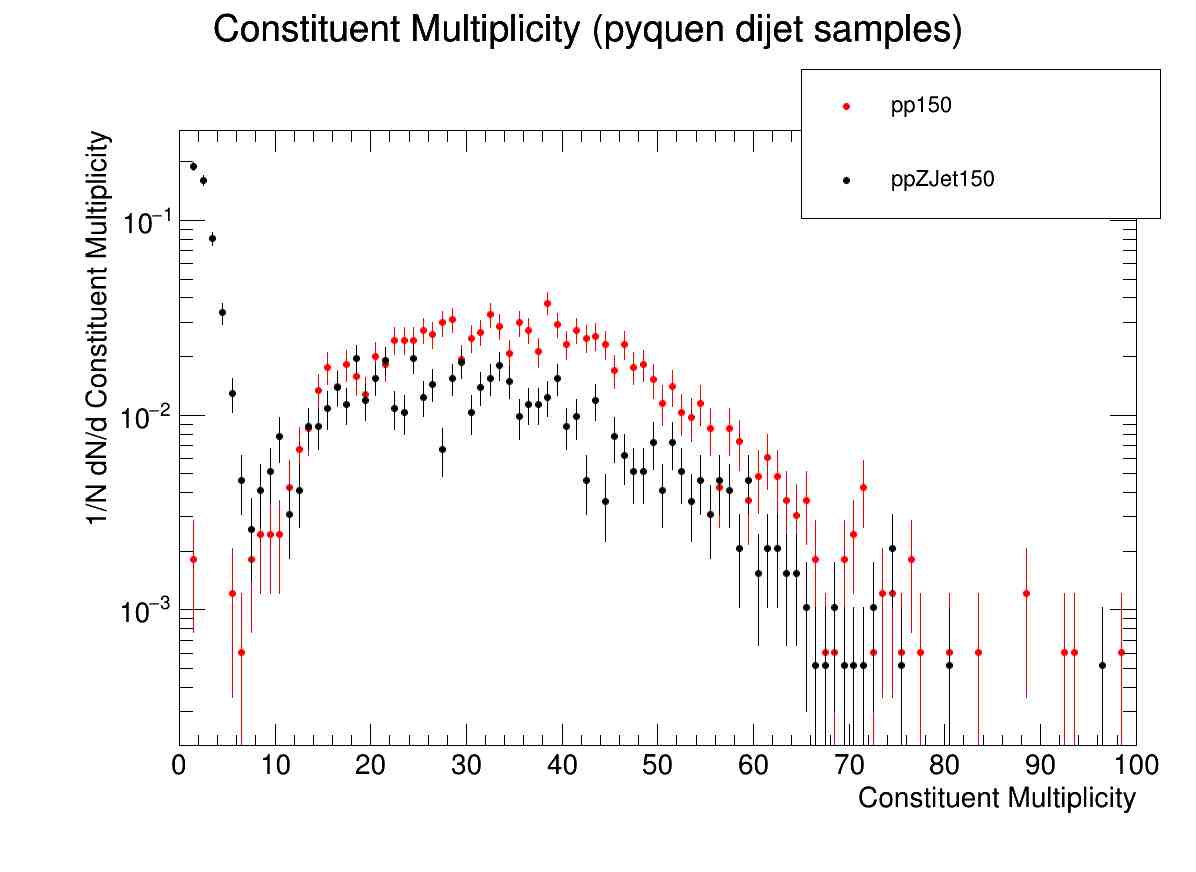 Constituent Multiplicity (pyquen dijet samples)
pp150
ppZJet150
1/N dN/d Constituent Multiplicity
10⁻¹
10⁻²
10⁻³
0 10 20 30 40 50 60 70 80 90 100
Constituent Multiplicity